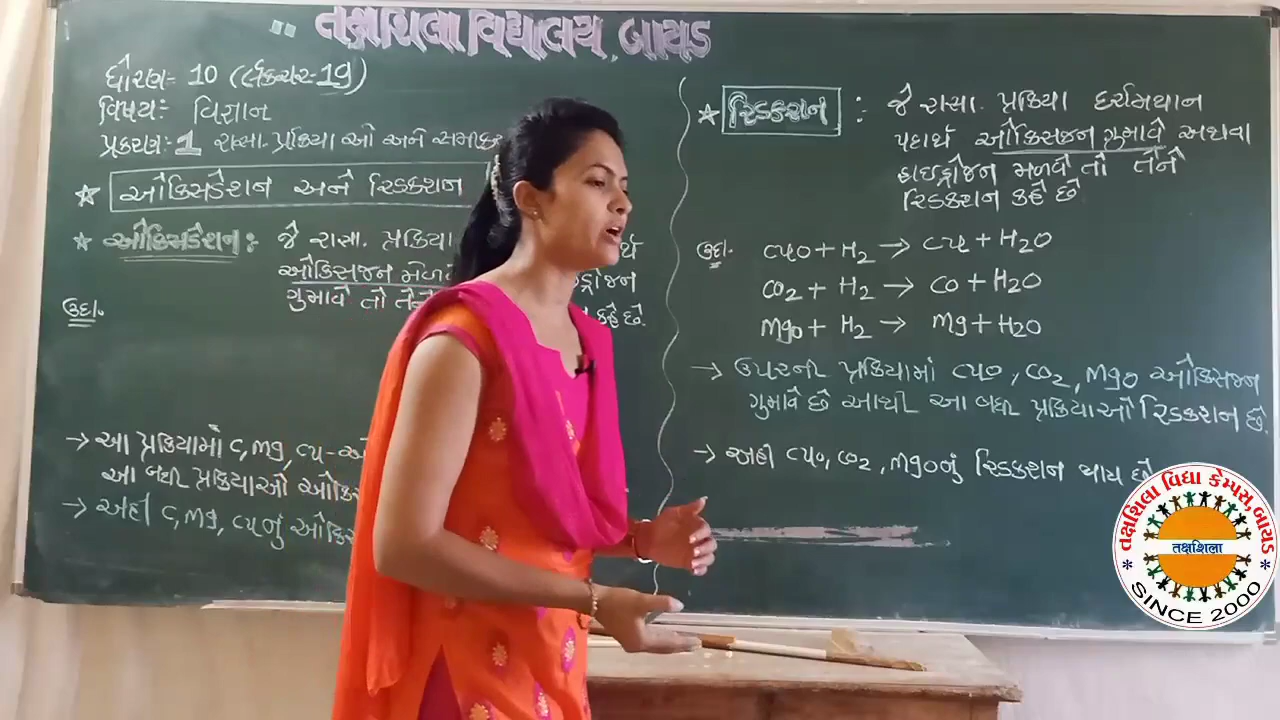 તક્ષશિલા વિદ્યાલય, બાયડ
ધોરણ:- 10 (લેકચર-19)
વિષય:- વિજ્ઞાન
પ્રકરણ:- 1 રાસા. પ્રક્રિયા ઓ અને સમીક
★ ઓક્સિડેશન અને રિડક્શન
★ ઓક્સિડેશન:- જે રાસા. પ્રક્રિયા
ઓક્સિજન મેળવ
ગુમાવે તો તેને કહે છે.
ઉદા.
→ આ પ્રક્રિયામાં C, Mg, Cu - ઓ
આ બધી પ્રક્રિયાઓ ઓક્સિ
→ અહીં C, Mg, Cu નું ઓક્સિ
★ રિડક્શન : જે રાસા. પ્રક્રિયા દરમિયાન
પદાર્થ ઓક્સિજન ગુમાવે અથવા
હાઇડ્રોજન મેળવે તો તેને
રિડક્શન કહે છે
ઉદા. CuO + H2 → Cu + H2O
CO2 + H2 → CO + H2O
MgO + H2 → Mg + H2O
→ ઉપરની પ્રક્રિયામાં CuO, CO2, MgO ઓક્સિજન
ગુમાવે છે આથી આ બધી પ્રક્રિયાઓ રિડક્શન છે.
→ અહીં CuO, CO2, MgO નું રિડક્શન થાય છે
તક્ષશિલા વિદ્યા કેમ્પસ, બાયડ
તક્ષશિલા
* SINCE 2000 *